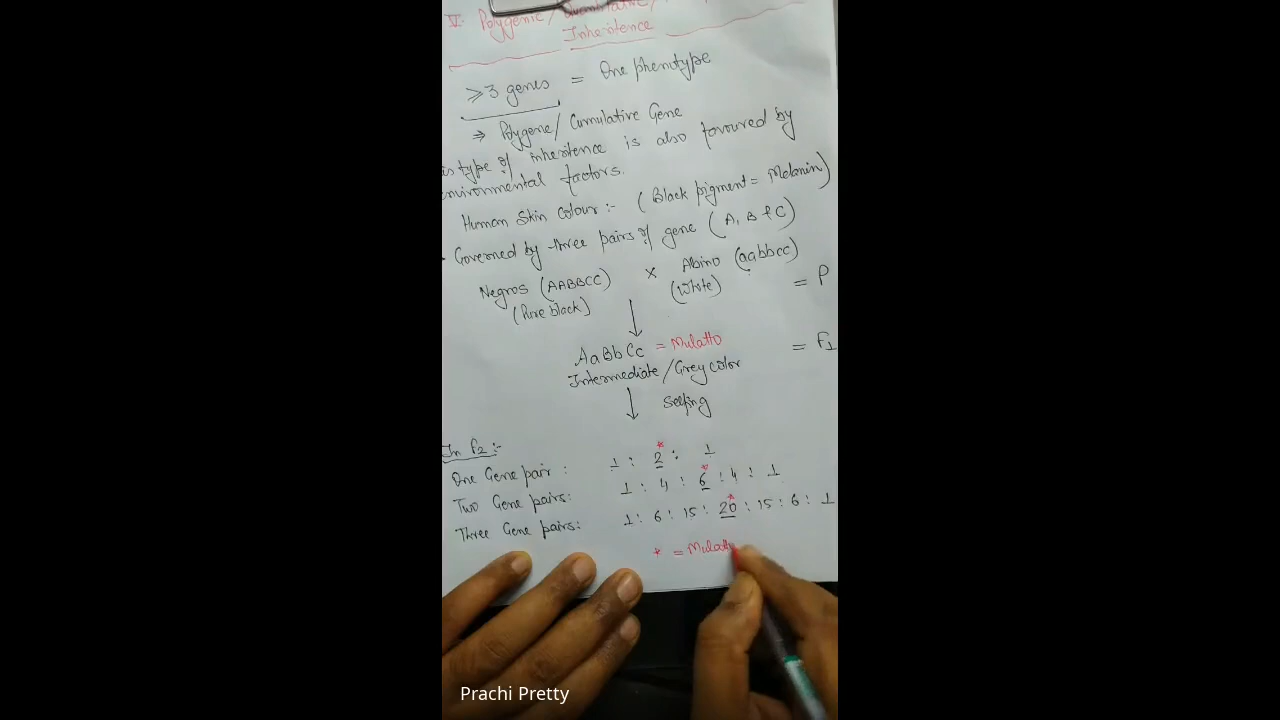 V. Polygenic / Quantitative /
Inheritence
≥3 genes = One phenotype
⇒ Polygene/ Cumulative Gene
is type of inheritence is also favoured by
environmental factors.
Human Skin Colour:- (Black pigment = Melanin)
Governed by three pairs of gene (A, B & C)
Negros (AABBCC) x Abino (aabbcc)
(Pure black) (White) = P
AaBbCc = Mulatto = F1
Intermediate/Grey color
↓ Selfing
In F2:-
One Gene pair: 1 : 2* : 1
Two Gene pairs: 1 : 4 : 6* : 4 : 1
Three Gene pairs: 1 : 6 : 15 : 20* : 15 : 6 : 1
* = Mulatto
Prachi Pretty